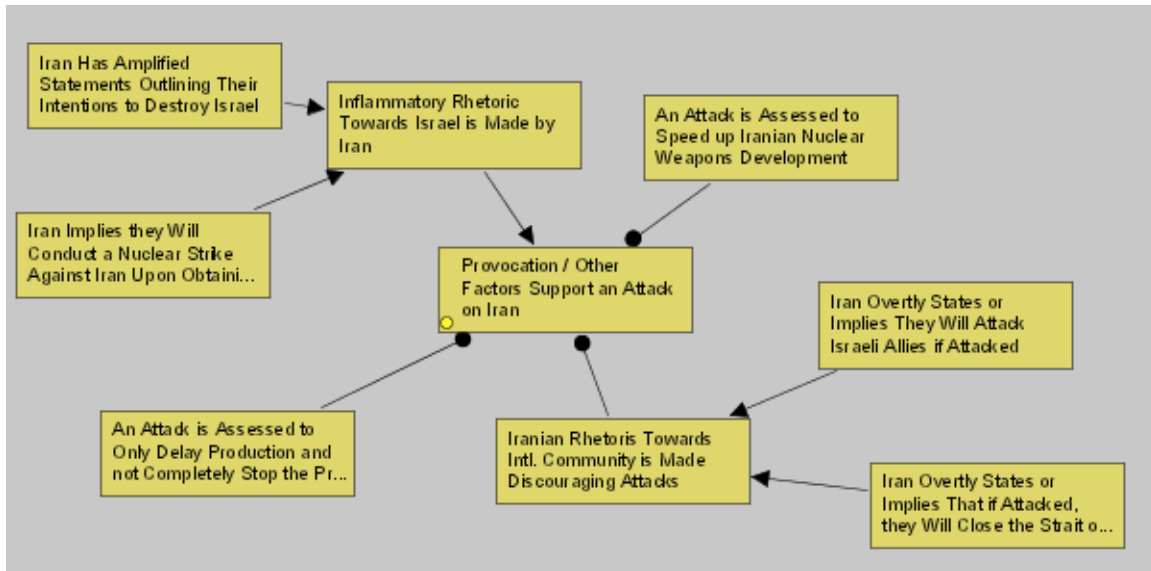 Iran Has Amplified
Statements Outlining Their
Intentions to Destroy Israel
Inflammatory Rhetoric
Towards Israel is Made by
Iran
An Attack is Assessed to
Speed up Iranian Nuclear
Weapons Development
Iran Implies they Will
Conduct a Nuclear Strike
Against Iran Upon Obtaini...
Provocation / Other
Factors Support an Attack
on Iran
Iran Overtly States or
Implies They Will Attack
Israeli Allies if Attacked
An Attack is Assessed to
Only Delay Production and
not Completely Stop the Pr...
Iranian Rhetoris Towards
Intl. Community is Made
Discouraging Attacks
Iran Overtly States or
Implies That if Attacked,
they Will Close the Strait o...